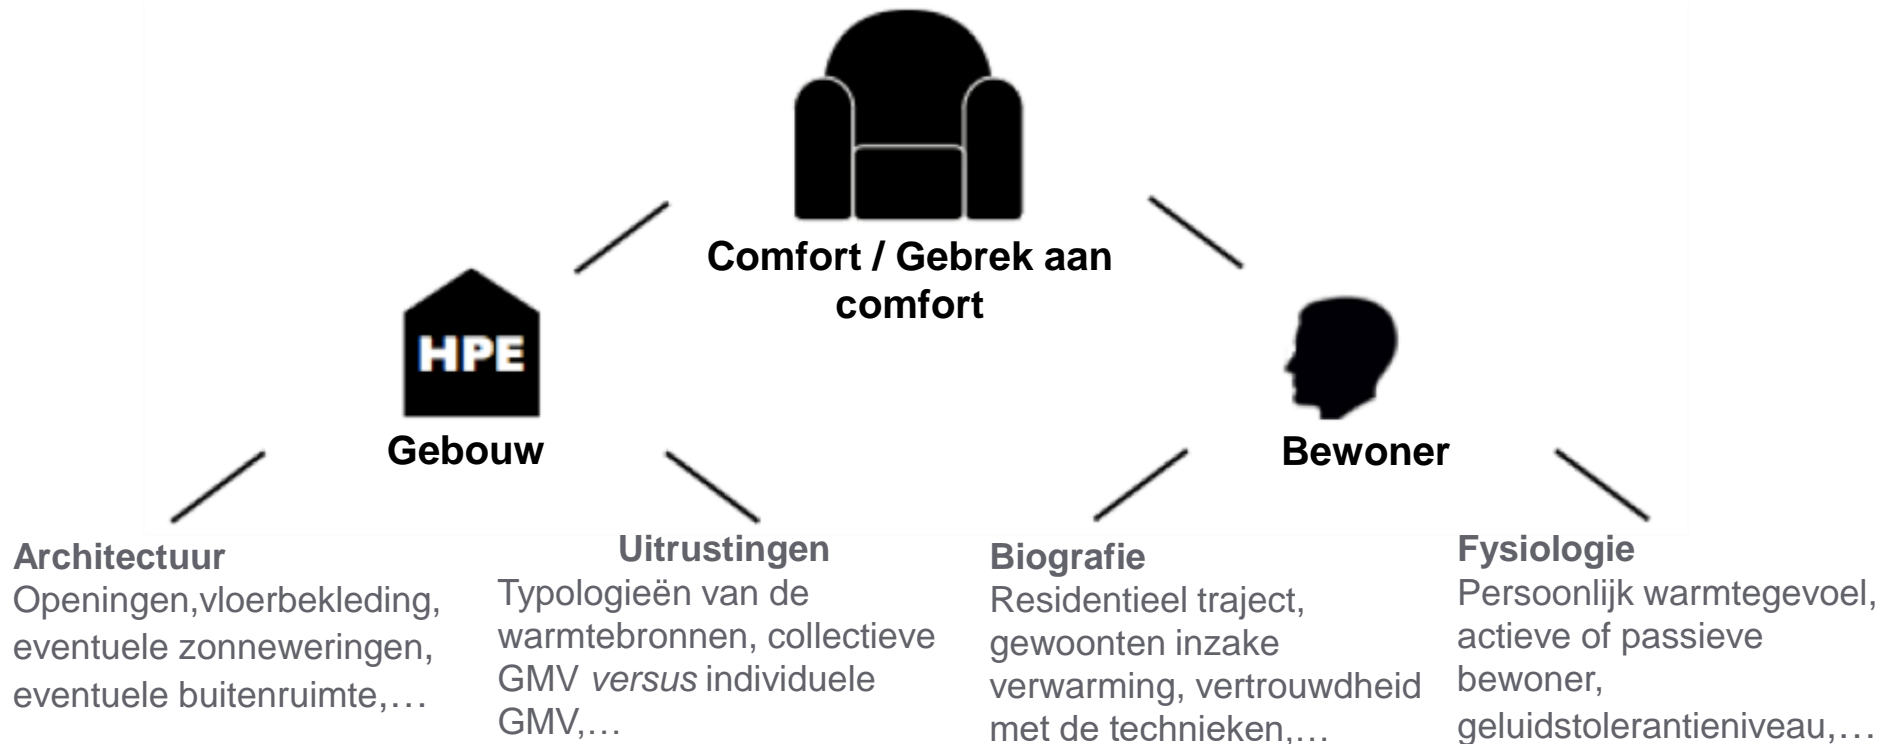 Comfort / Gebrek aan
comfort
HPE
Gebouw
Bewoner
Architectuur
Openingen,vloerbekleding,
eventuele zonneweringen,
eventuele buitenruimte,…
Uitrustingen
Typologieën van de
warmtebronnen, collectieve
GMV versus individuele
GMV,…
Biografie
Residentieel traject,
gewoonten inzake
verwarming, vertrouwdheid
met de technieken,…
Fysiologie
Persoonlijk warmtegevoel,
actieve of passieve
bewoner,
geluidstolerantieniveau,…